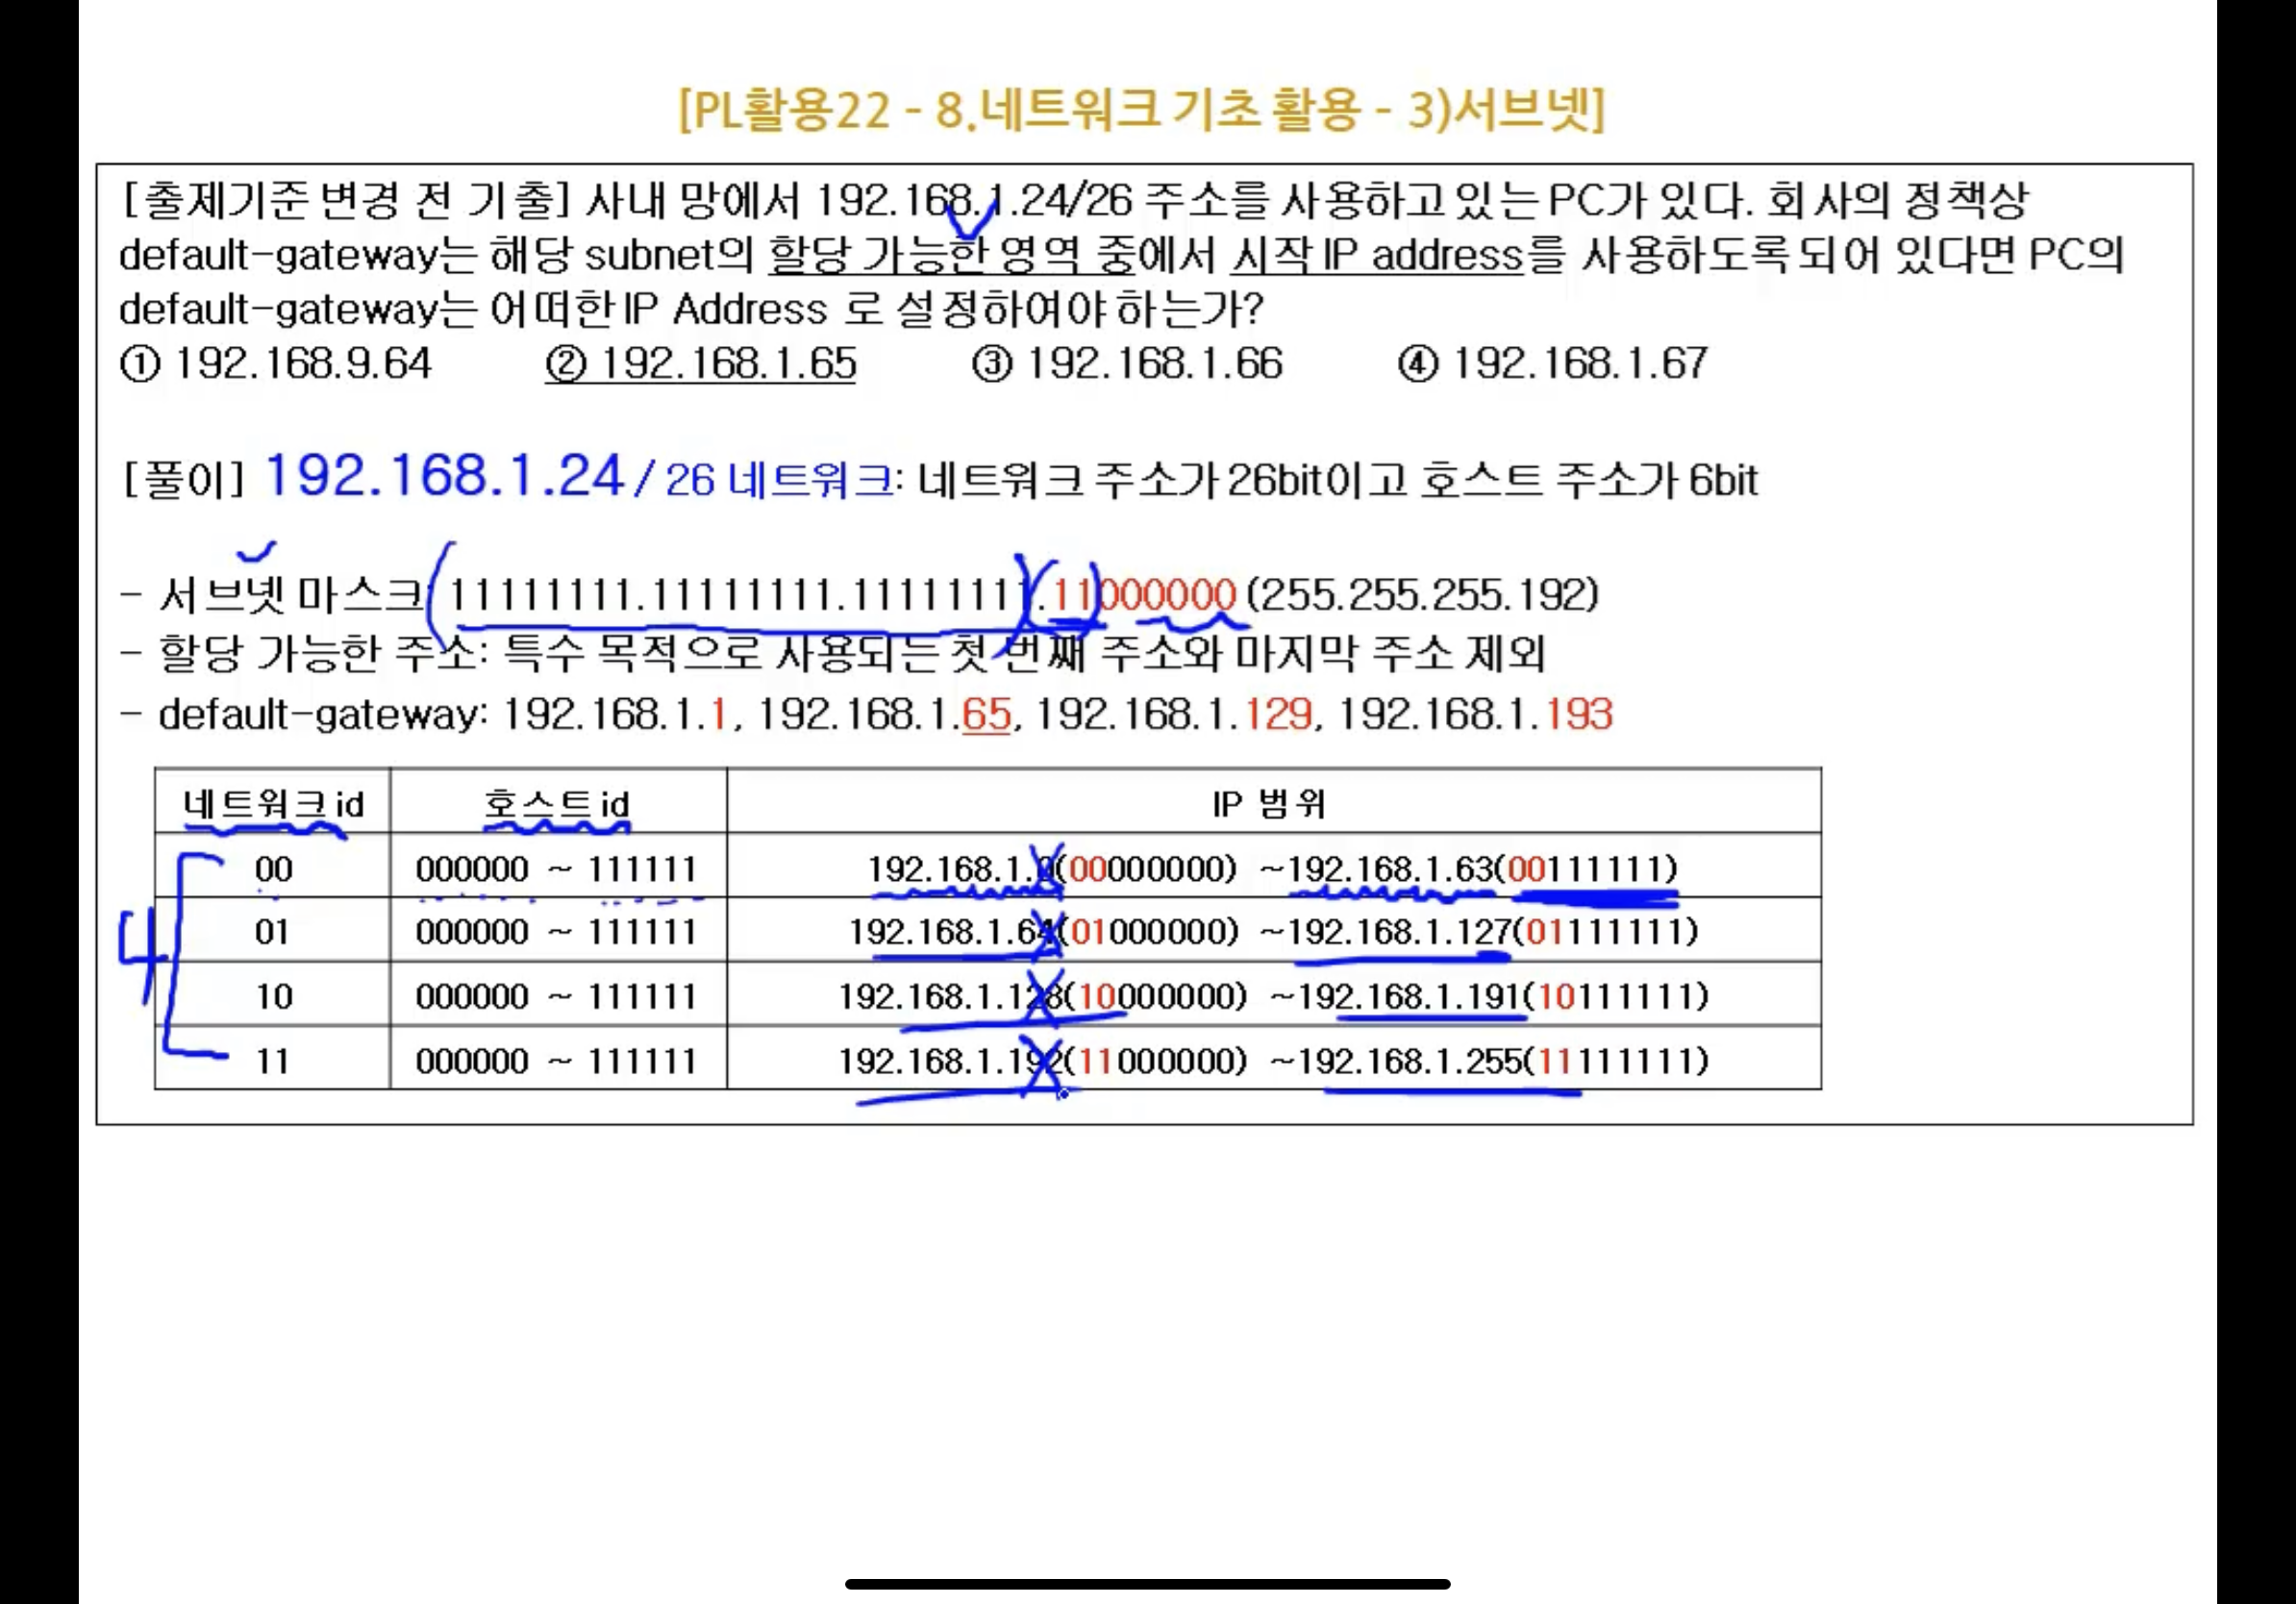 [PL활용22 - 8.네트워크 기초 활용 - 3)서브넷]
[출제기준 변경 전 기출] 사내 망에서 192.168.1.24/26 주소를 사용하고 있는 PC가 있다. 회사의 정책상
default-gateway는 해당 subnet의 할당 가능한 영역 중에서 시작 IP address를 사용하도록 되어 있다면 PC의
default-gateway는 어떠한 IP Address 로 설정하여야 하는가?
① 192.168.9.64 ② 192.168.1.65 ③ 192.168.1.66 ④ 192.168.1.67
[풀이] 192.168.1.24 / 26 네트워크: 네트워크 주소가 26bit이고 호스트 주소가 6bit
- 서브넷 마스크: 11111111.11111111.11111111.11000000 (255.255.255.192)
- 할당 가능한 주소: 특수 목적으로 사용되는 첫 번째 주소와 마지막 주소 제외
- default-gateway: 192.168.1.1, 192.168.1.65, 192.168.1.129, 192.168.1.193
네트워크 id 호스트 id IP 범위
00 000000 ~ 111111 192.168.1.0(00000000) ~192.168.1.63(00111111)
01 000000 ~ 111111 192.168.1.64(01000000) ~192.168.1.127(01111111)
4
10 000000 ~ 111111 192.168.1.128(10000000) ~192.168.1.191(10111111)
11 000000 ~ 111111 192.168.1.192(11000000) ~192.168.1.255(11111111)